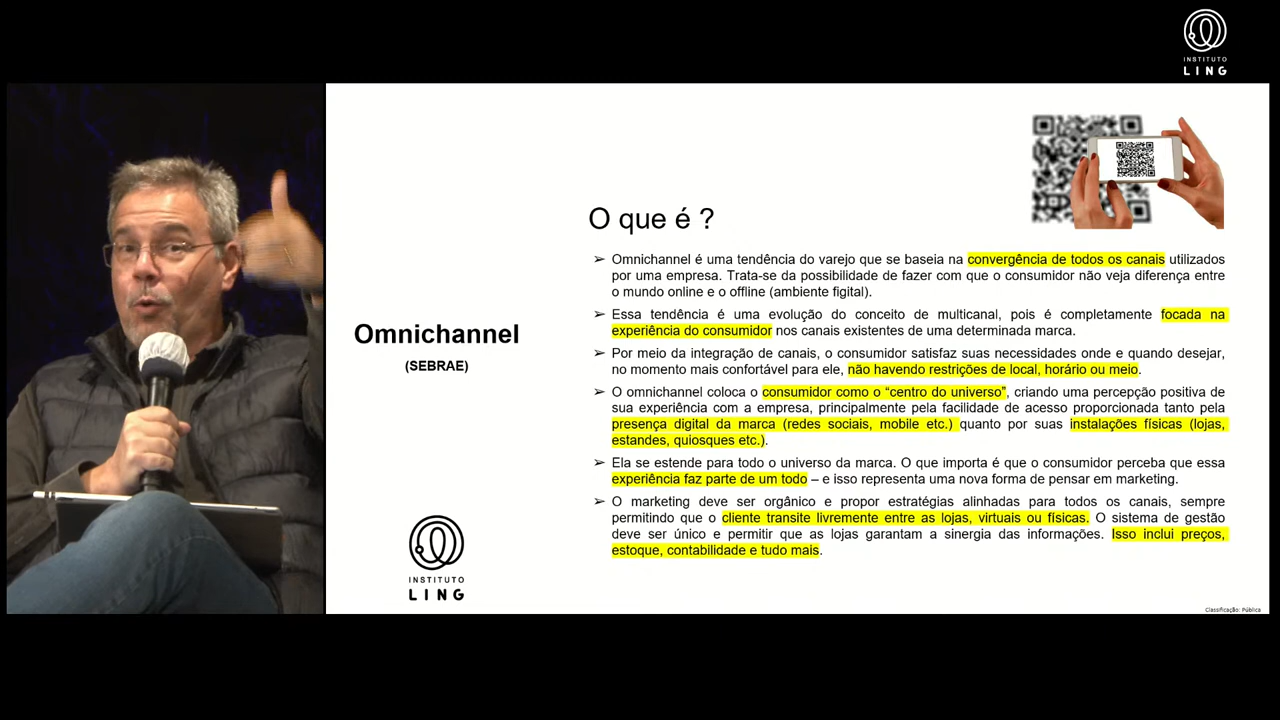 INSTITUTO
LING
O que é ?
➢ Omnichannel é uma tendência do varejo que se baseia na convergência de todos os canais utilizados
por uma empresa. Trata-se da possibilidade de fazer com que o consumidor não veja diferença entre
o mundo online e o offline (ambiente figital).
➢ Essa tendência é uma evolução do conceito de multicanal, pois é completamente focada na
experiência do consumidor nos canais existentes de uma determinada marca.
➢ Por meio da integração de canais, o consumidor satisfaz suas necessidades onde e quando desejar,
no momento mais confortável para ele, não havendo restrições de local, horário ou meio.
➢ O omnichannel coloca o consumidor como o “centro do universo”, criando uma percepção positiva de
sua experiência com a empresa, principalmente pela facilidade de acesso proporcionada tanto pela
presença digital da marca (redes sociais, mobile etc.) quanto por suas instalações físicas (lojas,
estandes, quiosques etc.).
➢ Ela se estende para todo o universo da marca. O que importa é que o consumidor perceba que essa
experiência faz parte de um todo – e isso representa uma nova forma de pensar em marketing.
➢ O marketing deve ser orgânico e propor estratégias alinhadas para todos os canais, sempre
permitindo que o cliente transite livremente entre as lojas, virtuais ou físicas. O sistema de gestão
deve ser único e permitir que as lojas garantam a sinergia das informações. Isso inclui preços,
estoque, contabilidade e tudo mais.
Omnichannel
(SEBRAE)
INSTITUTO
LING
Classificação: Pública